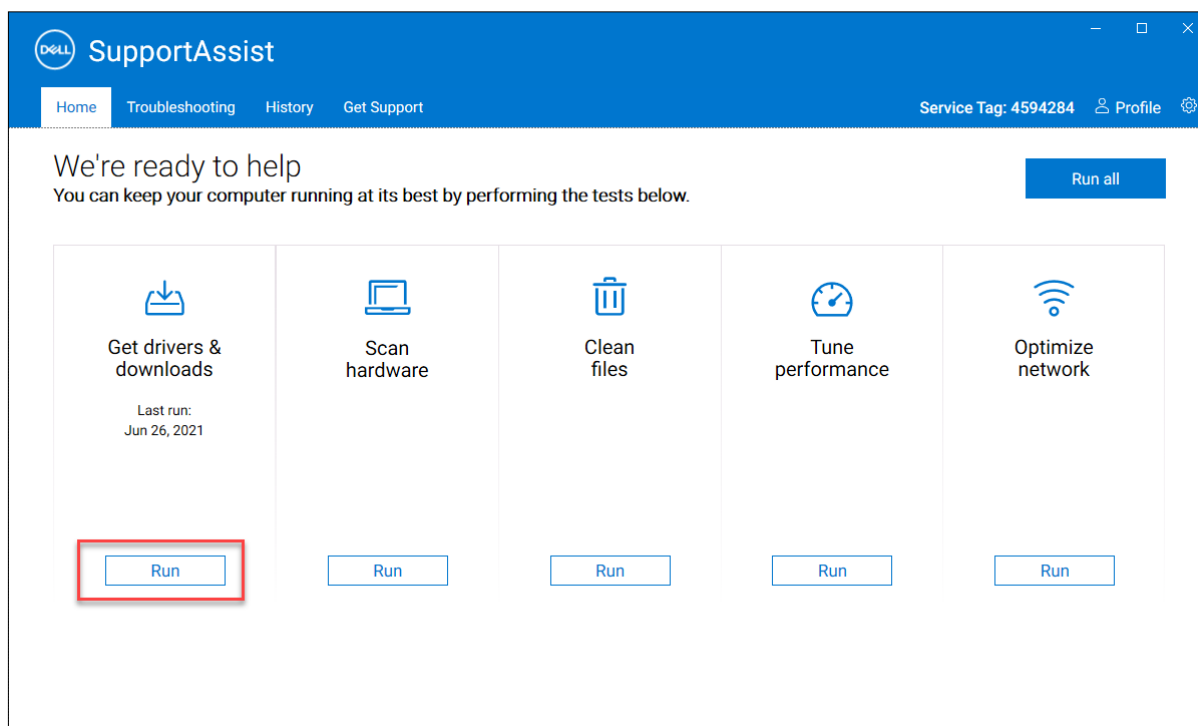 DELL
SupportAssist
Home Troubleshooting History Get Support Service Tag: 4594284 Profile
We're ready to help
You can keep your computer running at its best by performing the tests below.
Run all
Get drivers &
downloads
Last run:
Jun 26, 2021
Run
Scan
hardware
Run
Clean
files
Run
Tune
performance
Run
Optimize
network
Run